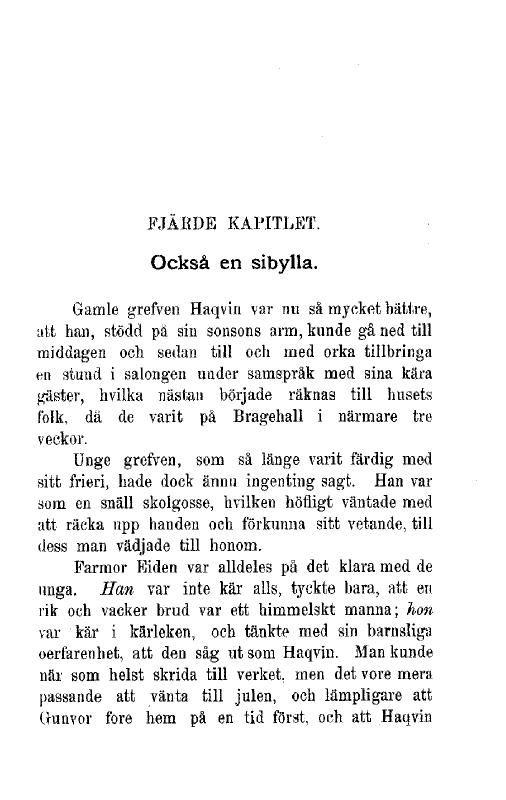 FJÄRDE KAPITLET.
Också en sibylla.
Gamle grefven Haqvin var nu så mycket bättre,
att han, stödd på sin sonsons arm, kunde gå ned till
middagen och sedan till och med orka tillbringa
en stund i salongen under samspråk med sina kära
gäster, hvilka nästan började räknas till husets
folk, då de varit på Bragehall i närmare tre
veckor.
Unge grefven, som så länge varit färdig med
sitt frieri, hade dock ännu ingenting sagt. Han var
som en snäll skolgosse, hvilken höfligt väntade med
att räcka upp handen och förkunna sitt vetande, till
dess man vädjade till honom.
Farmor Eiden var alldeles på det klara med de
unga. Han var inte kär alls, tyckte bara, att en
rik och vacker brud var ett himmelskt manna; hon
var kär i kärleken, och tänkte med sin barnsliga
oerfarenhet, att den såg ut som Haqvin. Man kunde
när som helst skrida till verket, men det vore mera
passande att vänta till julen, och lämpligare att
Gunvor fore hem på en tid först, och att Haqvin